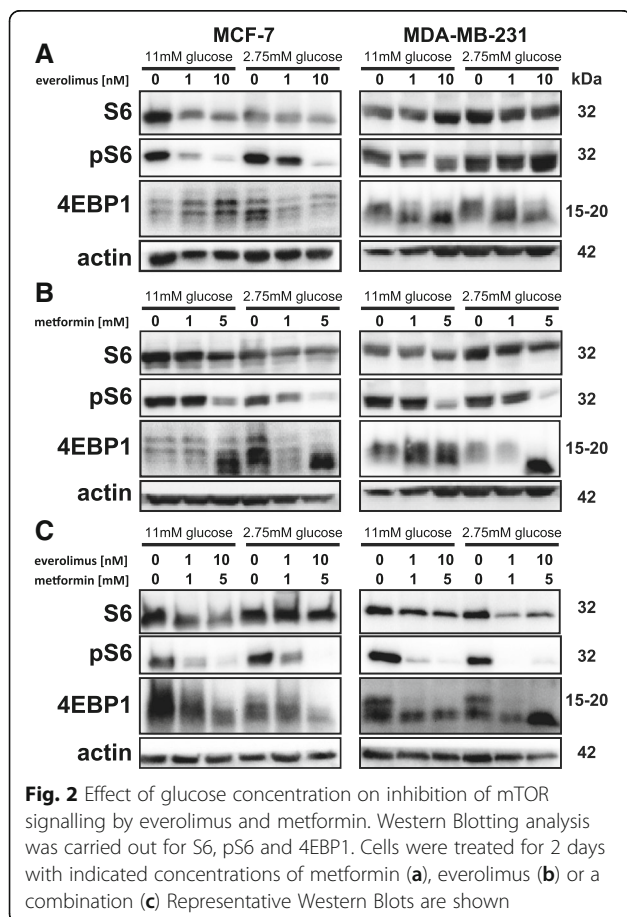 MCF-7 MDA-MB-231
A
11mM glucose 2.75mM glucose 11mM glucose 2.75mM glucose
everolimus [nM] 0 1 10 0 1 10 0 1 10 0 1 10 kDa
S6 32
pS6 32
4EBP1 15-20
actin 42
B
11mM glucose 2.75mM glucose 11mM glucose 2.75mM glucose
metformin [mM] 0 1 5 0 1 5 0 1 5 0 1 5
S6 32
pS6 32
4EBP1 15-20
actin 42
C
11mM glucose 2.75mM glucose 11mM glucose 2.75mM glucose
everolimus [nM] 0 1 10 0 1 10 0 1 10 0 1 10
metformin [mM] 0 1 5 0 1 5 0 1 5 0 1 5
S6 32
pS6 32
4EBP1 15-20
actin 42
Fig. 2 Effect of glucose concentration on inhibition of mTOR
signalling by everolimus and metformin. Western Blotting analysis
was carried out for S6, pS6 and 4EBP1. Cells were treated for 2 days
with indicated concentrations of metformin (a), everolimus (b) or a
combination (c) Representative Western Blots are shown